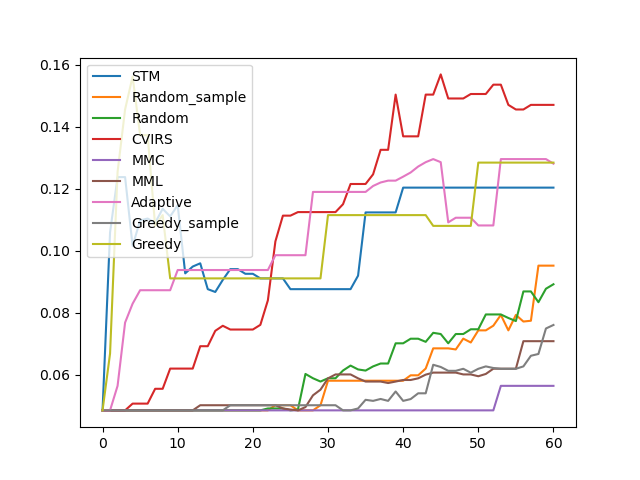 0.16
0.14
0.12
0.10
0.08
0.06
STM
Random_sample
Random
CVIRS
MMC
MML
Adaptive
Greedy_sample
Greedy
0 10 20 30 40 50 60